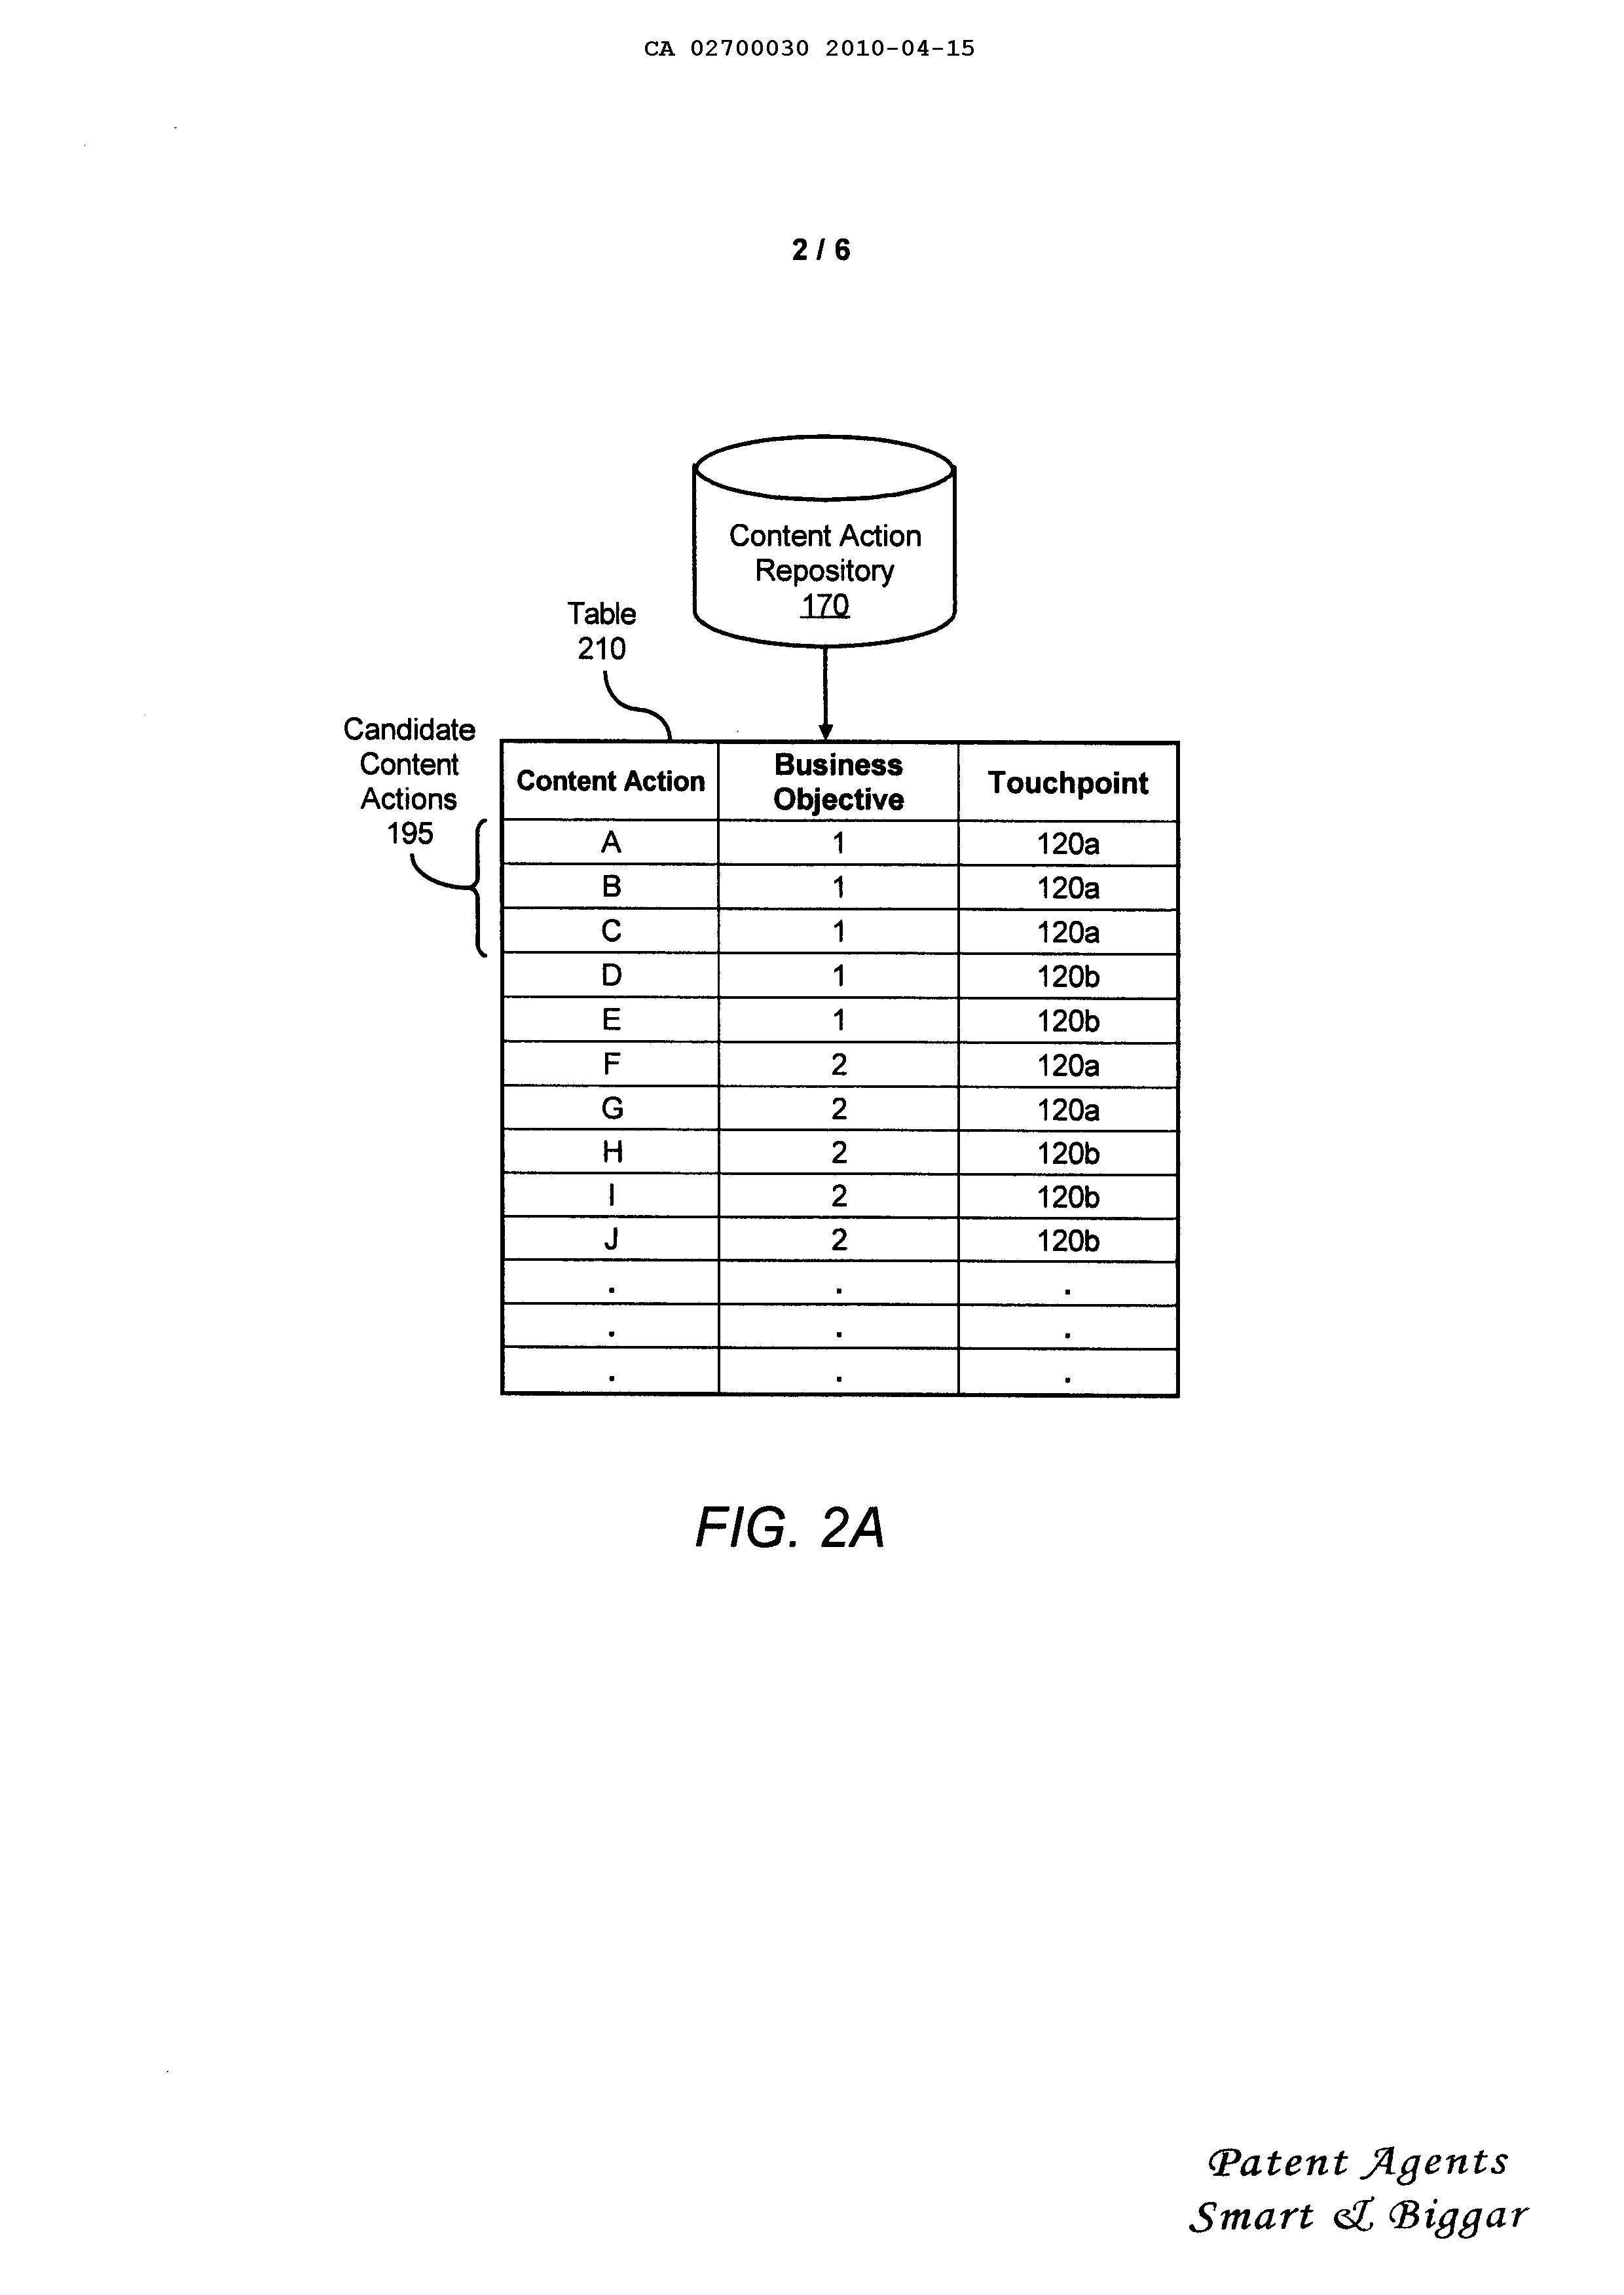 CA 02700030 2010-04-15
2 / 6
Content Action
Repository
170
Table
210
Candidate
Content
Actions
195
Content Action Business Objective Touchpoint
A 1 120a
B 1 120a
C 1 120a
D 1 120b
E 1 120b
F 2 120a
G 2 120a
H 2 120b
I 2 120b
J 2 120b
. . .
. . .
. . .
FIG. 2A
Patent Agents
Smart & Biggar